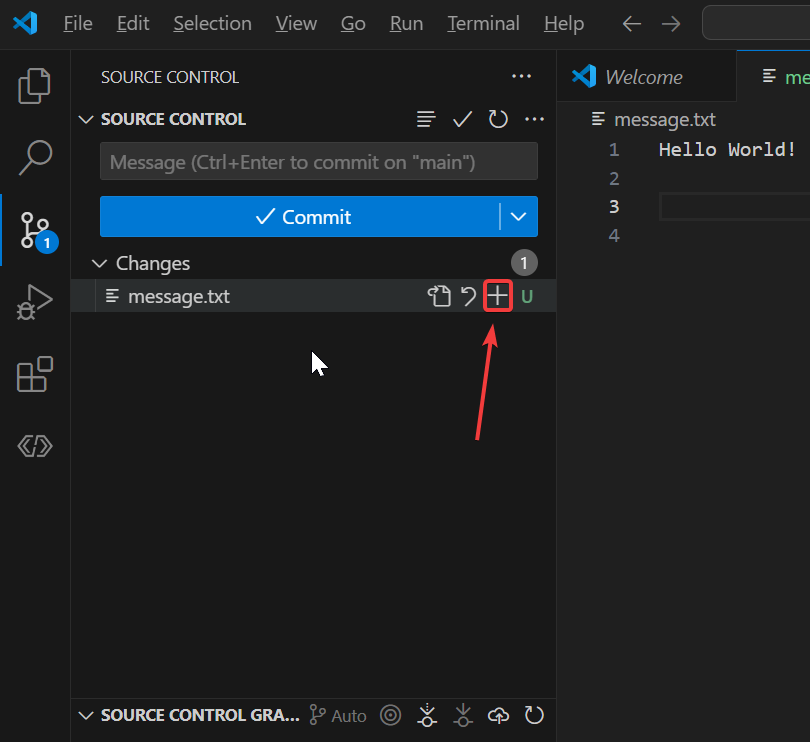 File Edit Selection View Go Run Terminal Help
SOURCE CONTROL
SOURCE CONTROL
Message (Ctrl+Enter to commit on "main")
Commit
Changes 1
message.txt U
1
SOURCE CONTROL GRA... Auto
Welcome me
message.txt
1 Hello World!
2
3
4